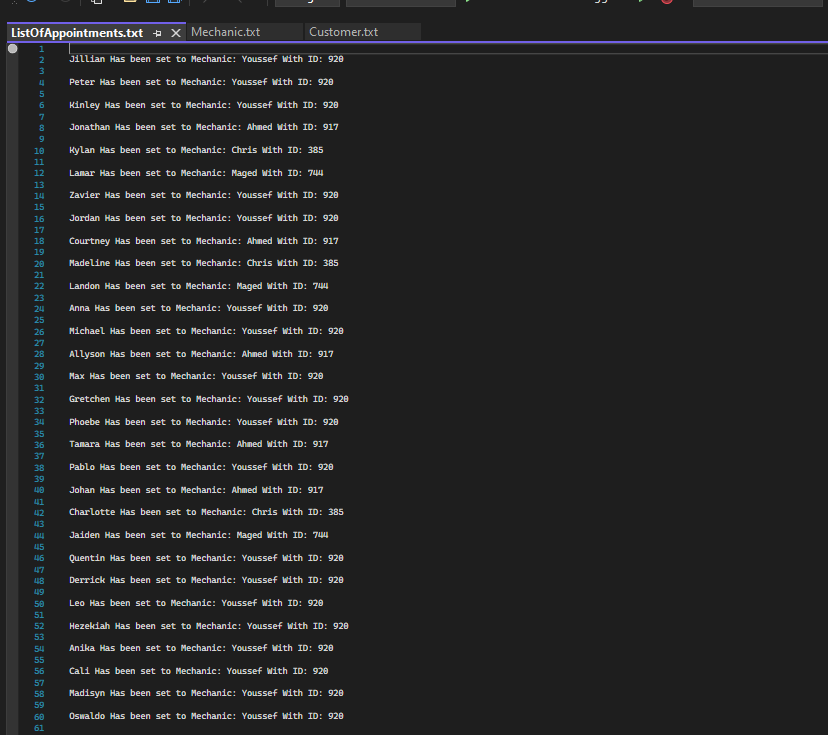 ListOfAppointments.txt Mechanic.txt Customer.txt
1
2 Jillian Has been set to Mechanic: Youssef With ID: 920
3
4 Peter Has been set to Mechanic: Youssef With ID: 920
5
6 Kinley Has been set to Mechanic: Youssef With ID: 920
7
8 Jonathan Has been set to Mechanic: Ahmed With ID: 917
9
10 Kylan Has been set to Mechanic: Chris With ID: 385
11
12 Lamar Has been set to Mechanic: Maged With ID: 744
13
14 Zavier Has been set to Mechanic: Youssef With ID: 920
15
16 Jordan Has been set to Mechanic: Youssef With ID: 920
17
18 Courtney Has been set to Mechanic: Ahmed With ID: 917
19
20 Madeline Has been set to Mechanic: Chris With ID: 385
21
22 Landon Has been set to Mechanic: Maged With ID: 744
23
24 Anna Has been set to Mechanic: Youssef With ID: 920
25
26 Michael Has been set to Mechanic: Youssef With ID: 920
27
28 Allyson Has been set to Mechanic: Ahmed With ID: 917
29
30 Max Has been set to Mechanic: Youssef With ID: 920
31
32 Gretchen Has been set to Mechanic: Youssef With ID: 920
33
34 Phoebe Has been set to Mechanic: Youssef With ID: 920
35
36 Tamara Has been set to Mechanic: Ahmed With ID: 917
37
38 Pablo Has been set to Mechanic: Youssef With ID: 920
39
40 Johan Has been set to Mechanic: Ahmed With ID: 917
41
42 Charlotte Has been set to Mechanic: Chris With ID: 385
43
44 Jaiden Has been set to Mechanic: Maged With ID: 744
45
46 Quentin Has been set to Mechanic: Youssef With ID: 920
47
48 Derrick Has been set to Mechanic: Youssef With ID: 920
49
50 Leo Has been set to Mechanic: Youssef With ID: 920
51
52 Hezekiah Has been set to Mechanic: Youssef With ID: 920
53
54 Anika Has been set to Mechanic: Youssef With ID: 920
55
56 Cali Has been set to Mechanic: Youssef With ID: 920
57
58 Madisyn Has been set to Mechanic: Youssef With ID: 920
59
60 Oswaldo Has been set to Mechanic: Youssef With ID: 920
61